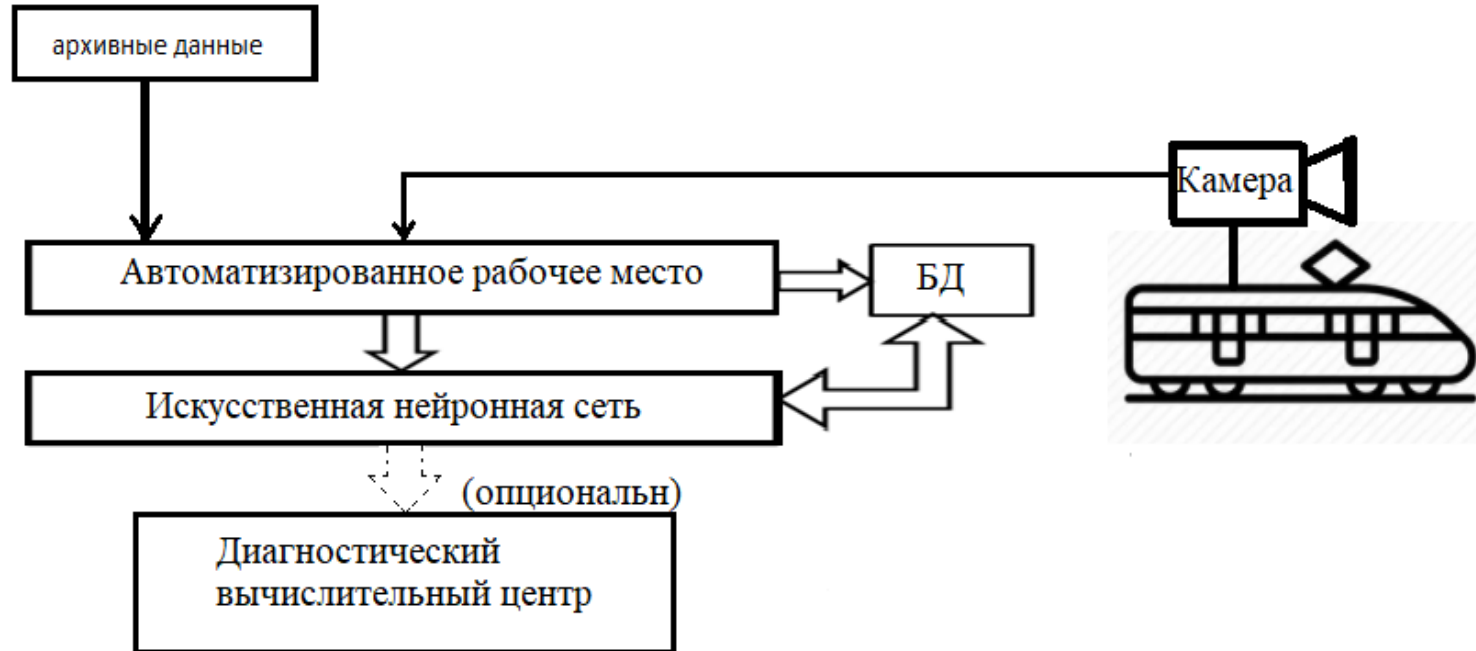 архивные данные
Камера
Автоматизированное рабочее место
БД
Искусственная нейронная сеть
(опциональн)
Диагностический
вычислительный центр